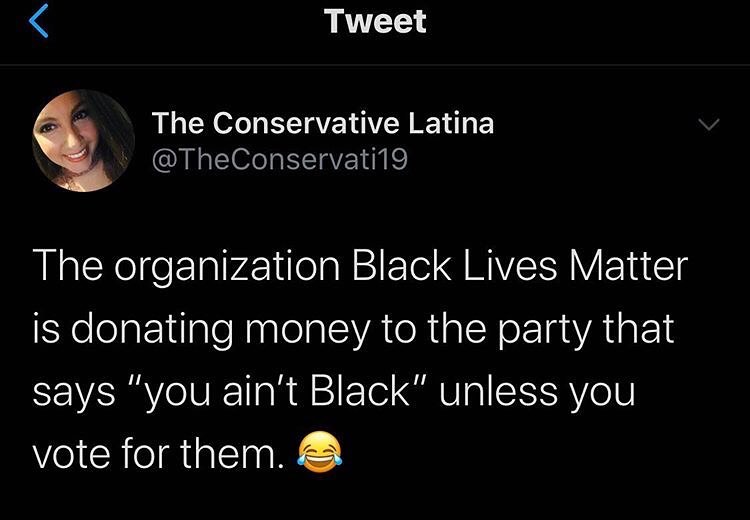 Tweet
The Conservative Latina
@TheConservati19
The organization Black Lives Matter
is donating money to the party that
says “you ain’t Black” unless you
vote for them. 😂